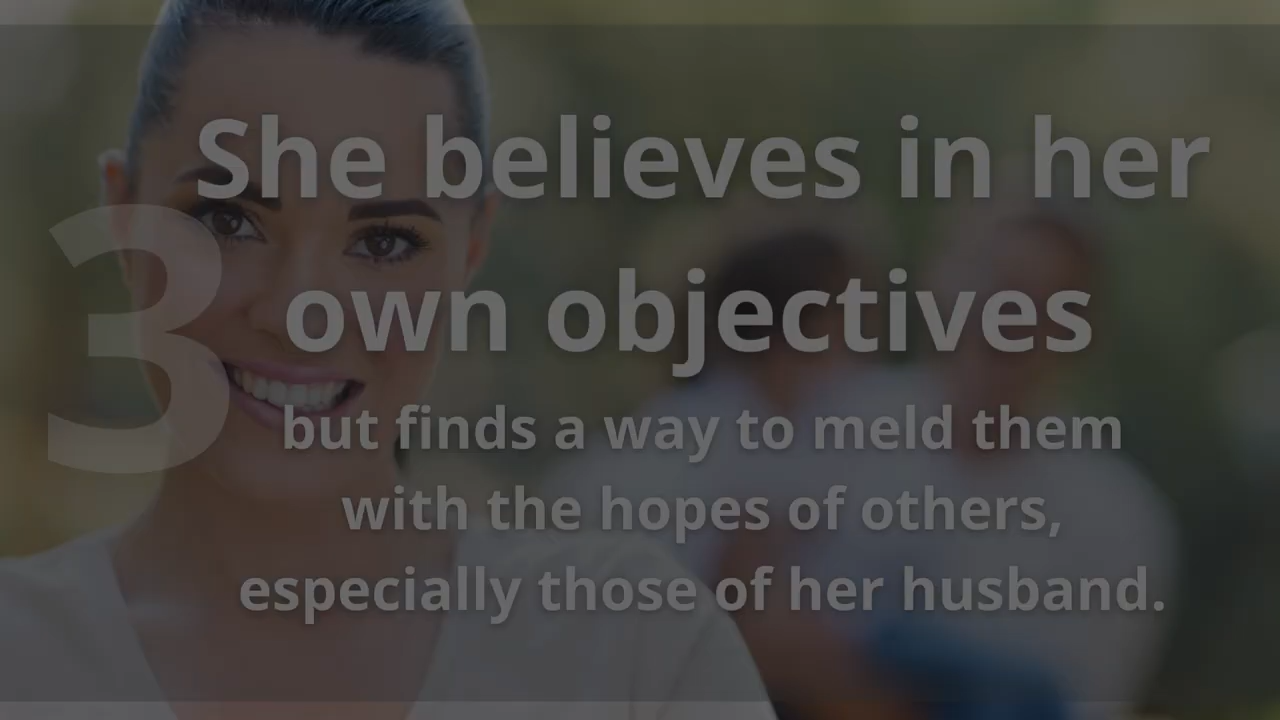 3
She believes in her
own objectives
but finds a way to meld them
with the hopes of others,
especially those of her husband.